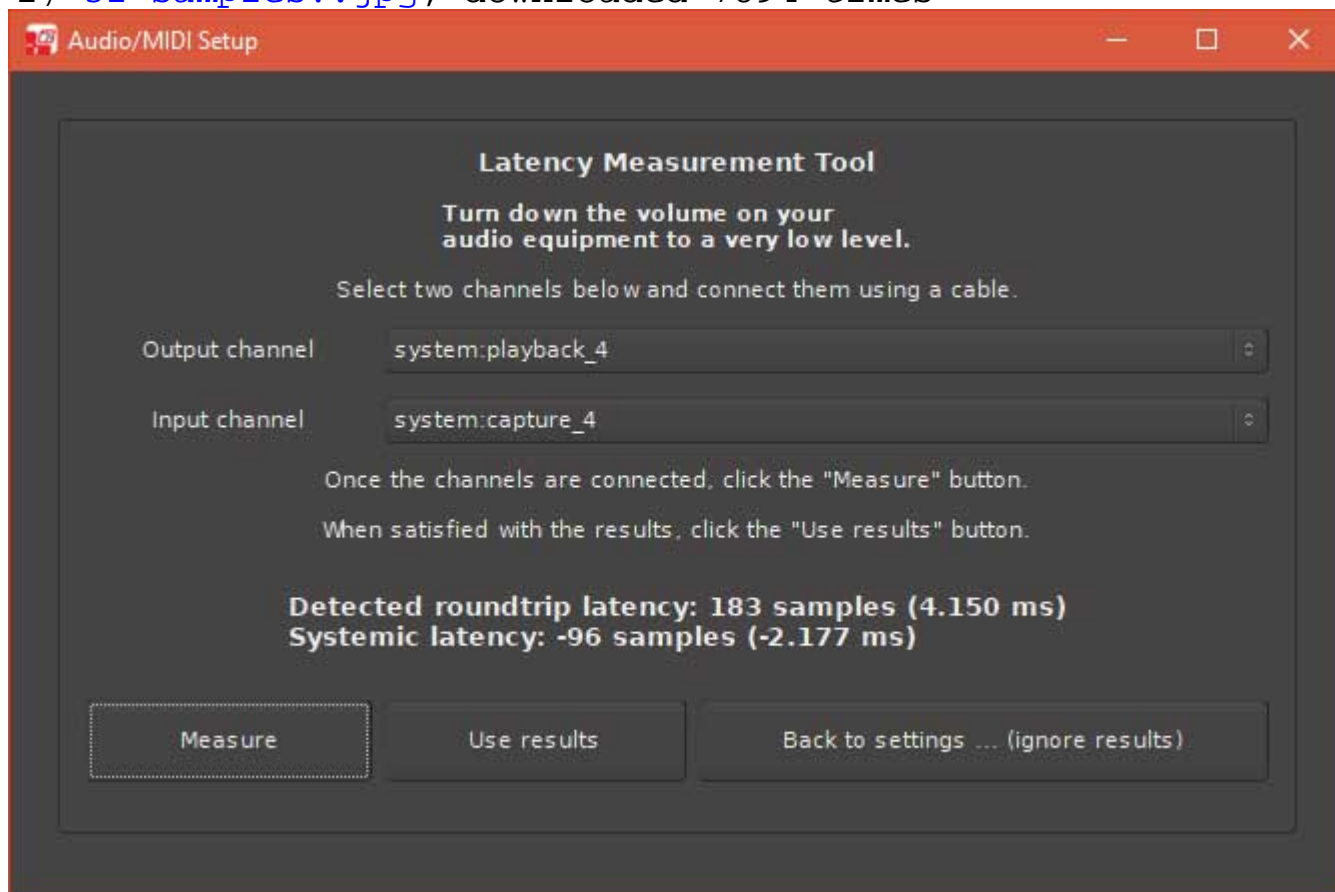 Audio/MIDI Setup
Latency Measurement Tool
Turn down the volume on your
audio equipment to a very low level.
Select two channels below and connect them using a cable.
Output channel
system:playback_4
Input channel
system:capture_4
Once the channels are connected, click the "Measure" button.
When satisfied with the results, click the "Use results" button.
Detected roundtrip latency: 183 samples (4.150 ms)
Systemic latency: -96 samples (-2.177 ms)
Measure
Use results
Back to settings ... (ignore results)